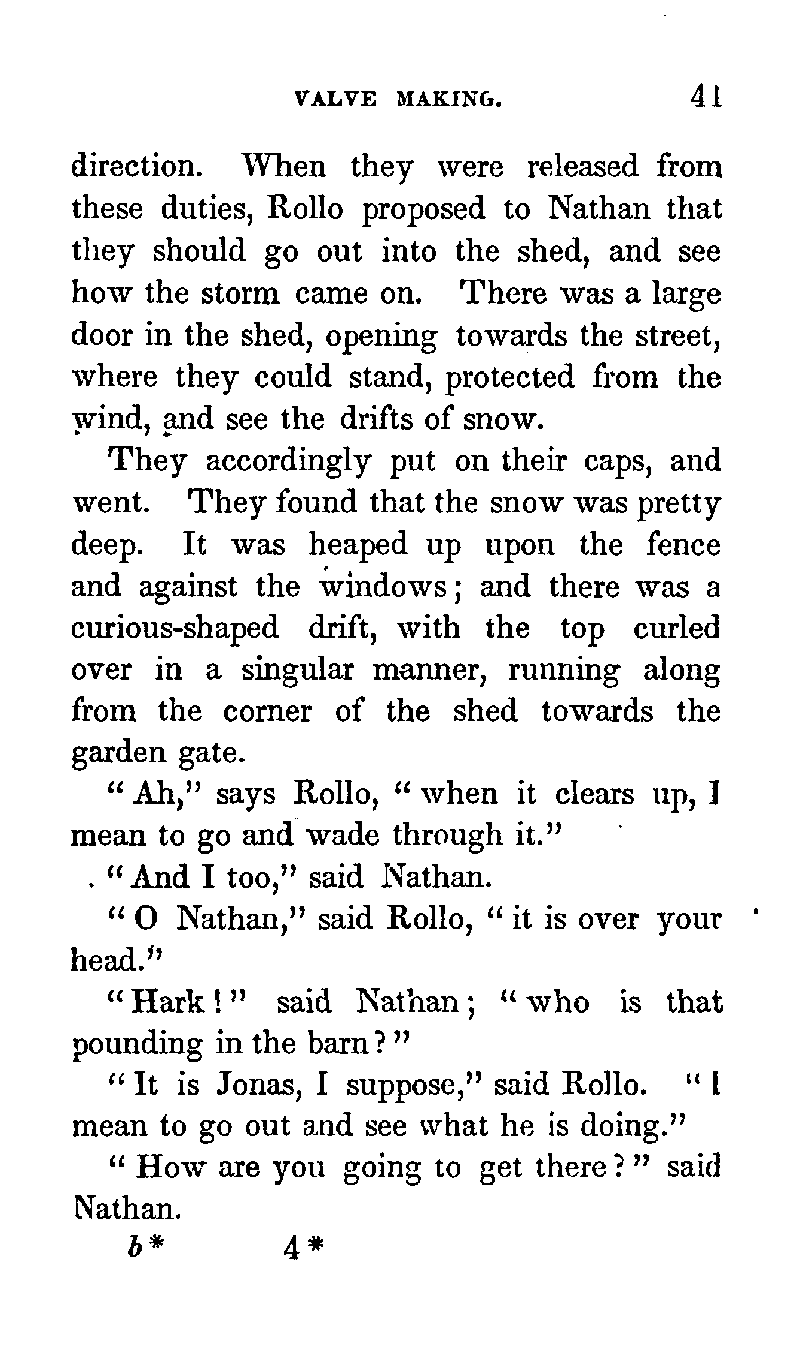 VALVE MAKING. 41
direction. When they were released from
these duties, Rollo proposed to Nathan that
they should go out into the shed, and see
how the storm came on. There was a large
door in the shed, opening towards the street,
where they could stand, protected from the
wind, and see the drifts of snow.
They accordingly put on their caps, and
went. They found that the snow was pretty
deep. It was heaped up upon the fence
and against the windows; and there was a
curious-shaped drift, with the top curled
over in a singular manner, running along
from the corner of the shed towards the
garden gate.
“Ah,” says Rollo, “when it clears up, I
mean to go and wade through it.”
“And I too,” said Nathan.
“O Nathan,” said Rollo, “it is over your
head.”
“Hark!” said Nathan; “who is that
pounding in the barn?”
“It is Jonas, I suppose,” said Rollo. “I
mean to go out and see what he is doing.”
“How are you going to get there?” said
Nathan.
b* 4*